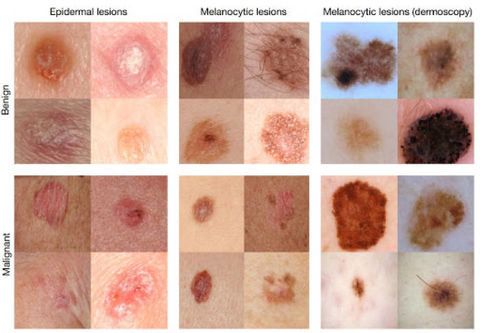 Epidermal lesions
Melanocytic lesions
Melanocytic lesions (dermoscopy)
Benign
Malignant